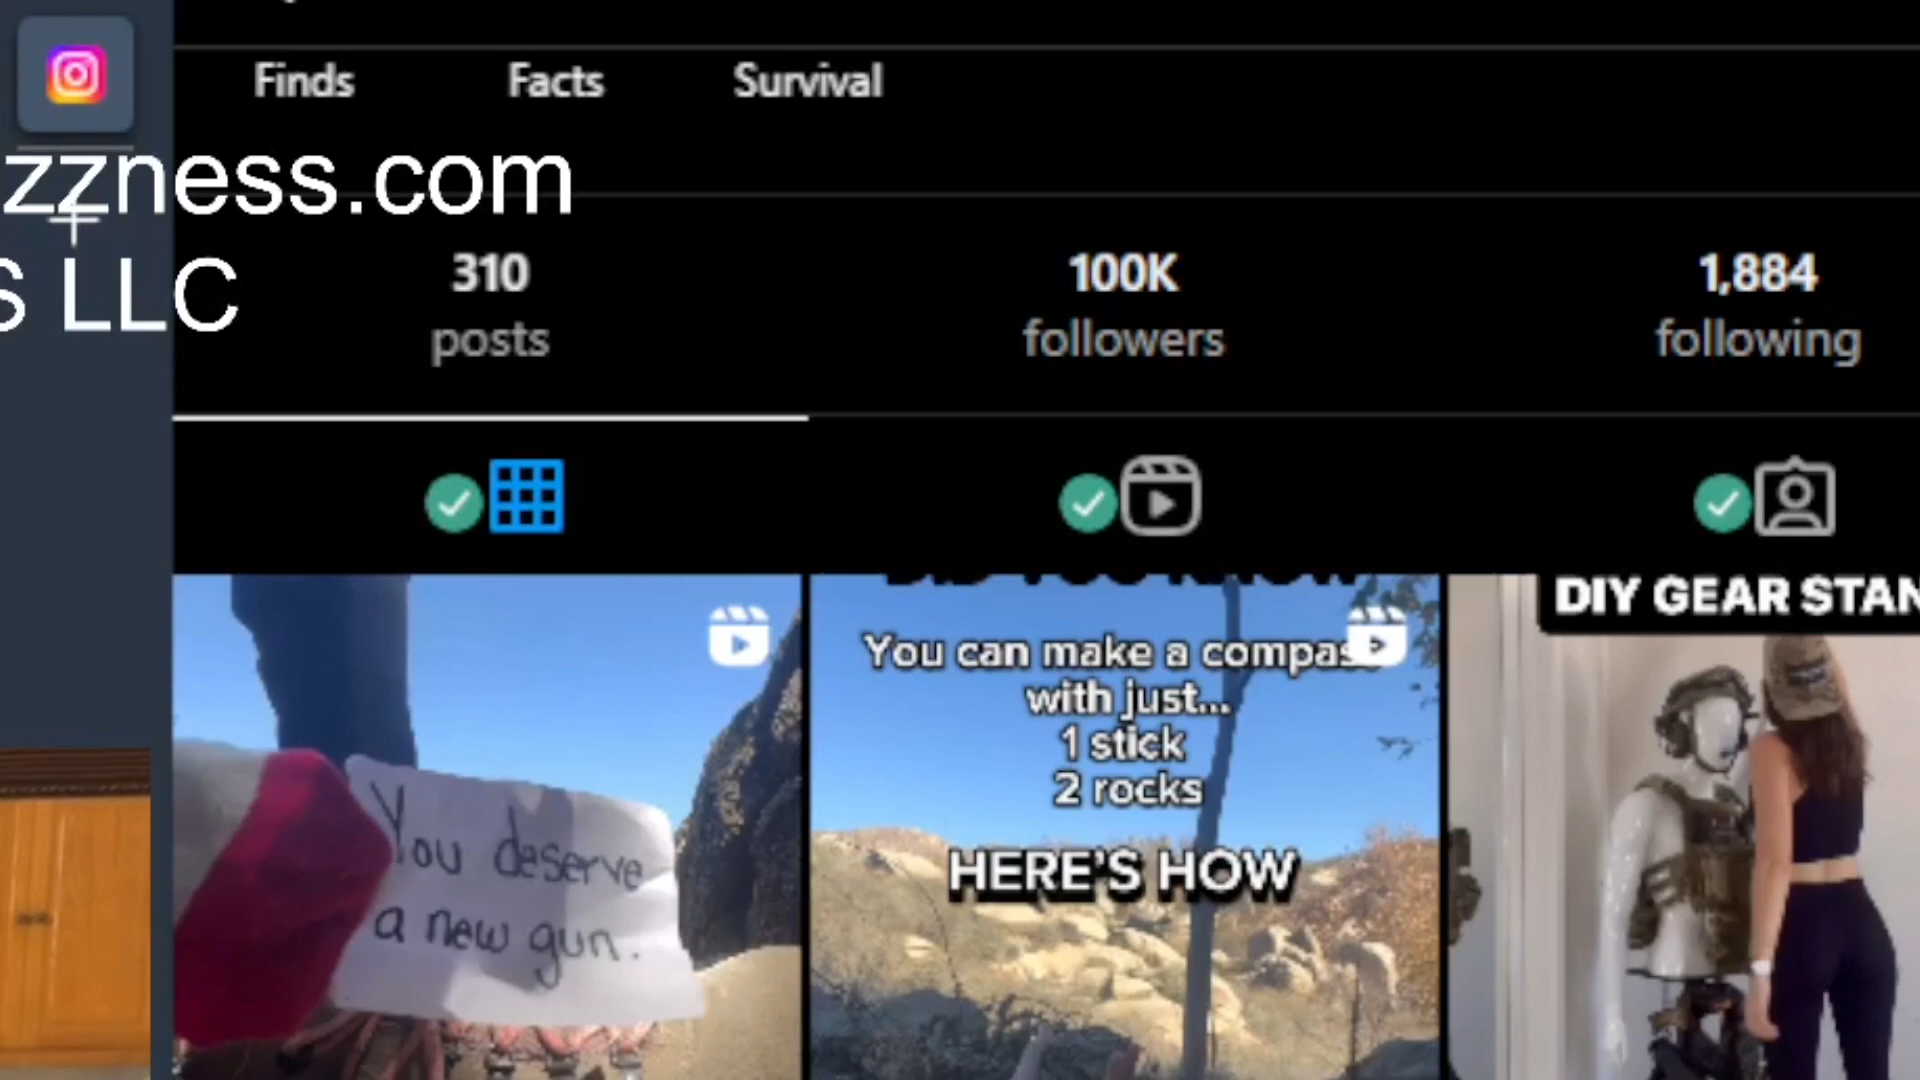 Finds Facts Survival
zzness.com
S LLC
310 100K 1,884
posts followers following
You deserve
a new gun.
You can make a compas
with just...
1 stick
2 rocks
HERE'S HOW
DIY GEAR STAN